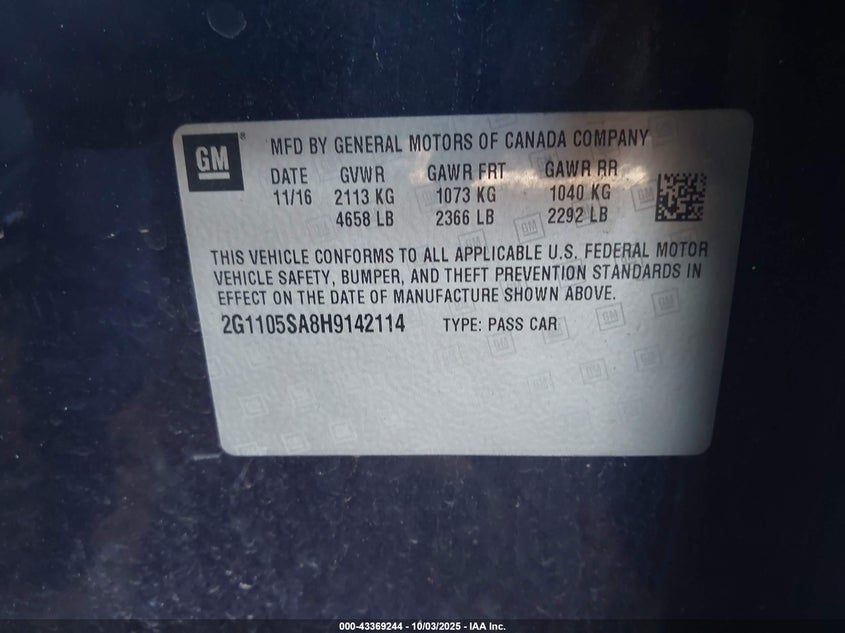 GM
MFD BY GENERAL MOTORS OF CANADA COMPANY
DATE GVWR GAWR FRT GAWR RR
11/16 2113 KG 1073 KG 1040 KG
4658 LB 2366 LB 2292 LB
THIS VEHICLE CONFORMS TO ALL APPLICABLE U.S. FEDERAL MOTOR
VEHICLE SAFETY, BUMPER, AND THEFT PREVENTION STANDARDS IN
EFFECT ON THE DATE OF MANUFACTURE SHOWN ABOVE.
2G1105SA8H9142114 TYPE: PASS CAR
000-43369244 - 10/03/2025 - IAA Inc.